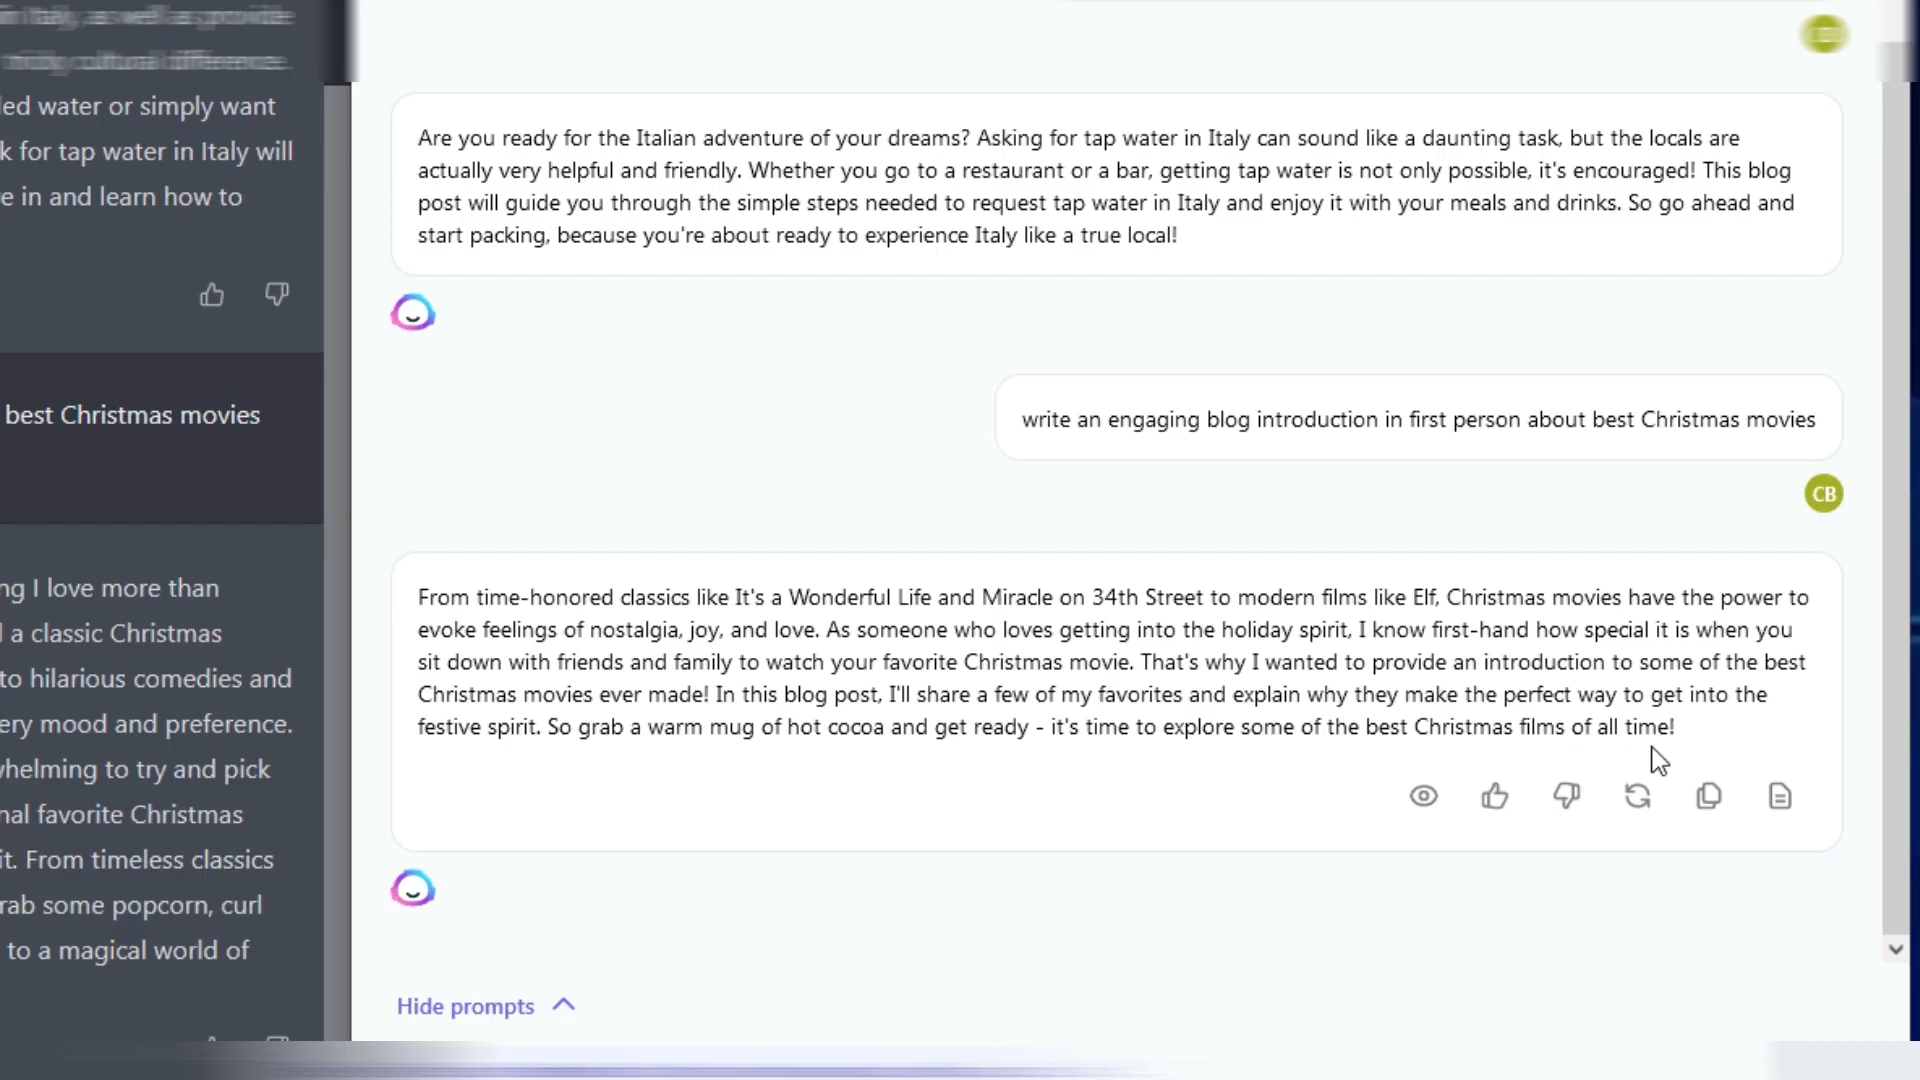 in Italy, as well as provide
cultural difference.
led water or simply want
k for tap water in Italy will
e in and learn how to
best Christmas movies
ng I love more than
a classic Christmas
to hilarious comedies and
ery mood and preference.
whelming to try and pick
nal favorite Christmas
it. From timeless classics
rab some popcorn, curl
to a magical world of
Are you ready for the Italian adventure of your dreams? Asking for tap water in Italy can sound like a daunting task, but the locals are
actually very helpful and friendly. Whether you go to a restaurant or a bar, getting tap water is not only possible, it's encouraged! This blog
post will guide you through the simple steps needed to request tap water in Italy and enjoy it with your meals and drinks. So go ahead and
start packing, because you're about ready to experience Italy like a true local!
write an engaging blog introduction in first person about best Christmas movies
CB
From time-honored classics like It's a Wonderful Life and Miracle on 34th Street to modern films like Elf, Christmas movies have the power to
evoke feelings of nostalgia, joy, and love. As someone who loves getting into the holiday spirit, I know first-hand how special it is when you
sit down with friends and family to watch your favorite Christmas movie. That's why I wanted to provide an introduction to some of the best
Christmas movies ever made! In this blog post, I'll share a few of my favorites and explain why they make the perfect way to get into the
festive spirit. So grab a warm mug of hot cocoa and get ready - it's time to explore some of the best Christmas films of all time!
Hide prompts